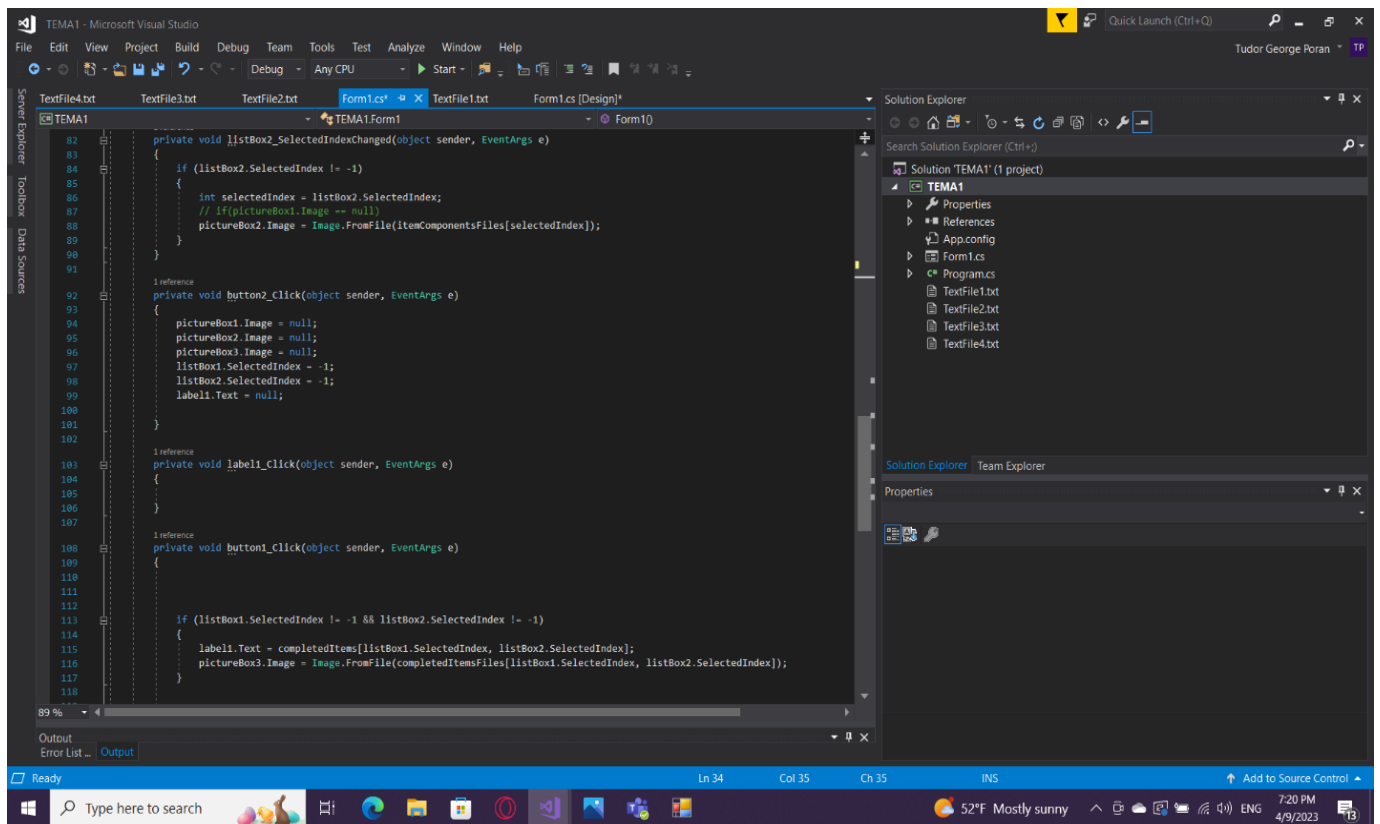 TEMA1 - Microsoft Visual Studio
Quick Launch (Ctrl+Q)
File Edit View Project Build Debug Team Tools Test Analyze Window Help
Tudor George Poran TP
Debug Any CPU Start
Server Explorer
Toolbox
Data Sources
TextFile4.txt TextFile3.txt TextFile2.txt Form1.cs* TextFile1.txt Form1.cs [Design]*
TEMA1 TEMA1.Form1 Form1()
82 private void listBox2_SelectedIndexChanged(object sender, EventArgs e)
83 {
84 if (listBox2.SelectedIndex != -1)
85 {
86 int selectedIndex = listBox2.SelectedIndex;
87 // if(pictureBox1.Image == null)
88 pictureBox2.Image = Image.FromFile(itemComponentsFiles[selectedIndex]);
89 }
90 }
91
1 reference
92 private void button2_Click(object sender, EventArgs e)
93 {
94 pictureBox1.Image = null;
95 pictureBox2.Image = null;
96 pictureBox3.Image = null;
97 listBox1.SelectedIndex = -1;
98 listBox2.SelectedIndex = -1;
99 label1.Text = null;
100
101 }
102
1 reference
103 private void label1_Click(object sender, EventArgs e)
104 {
105
106 }
107
1 reference
108 private void button1_Click(object sender, EventArgs e)
109 {
110
111
112
113 if (listBox1.SelectedIndex != -1 && listBox2.SelectedIndex != -1)
114 {
115 label1.Text = completedItems[listBox1.SelectedIndex, listBox2.SelectedIndex];
116 pictureBox3.Image = Image.FromFile(completedItemsFiles[listBox1.SelectedIndex, listBox2.SelectedIndex]);
117 }
118
89 %
Output
Error List ... Output
Solution Explorer
Search Solution Explorer (Ctrl+;)
Solution 'TEMA1' (1 project)
TEMA1
Properties
References
App.config
Form1.cs
Program.cs
TextFile1.txt
TextFile2.txt
TextFile3.txt
TextFile4.txt
Solution Explorer Team Explorer
Properties
Ready Ln 34 Col 35 Ch 35 INS Add to Source Control
Type here to search 52°F Mostly sunny ENG 7:20 PM
4/9/2023
13